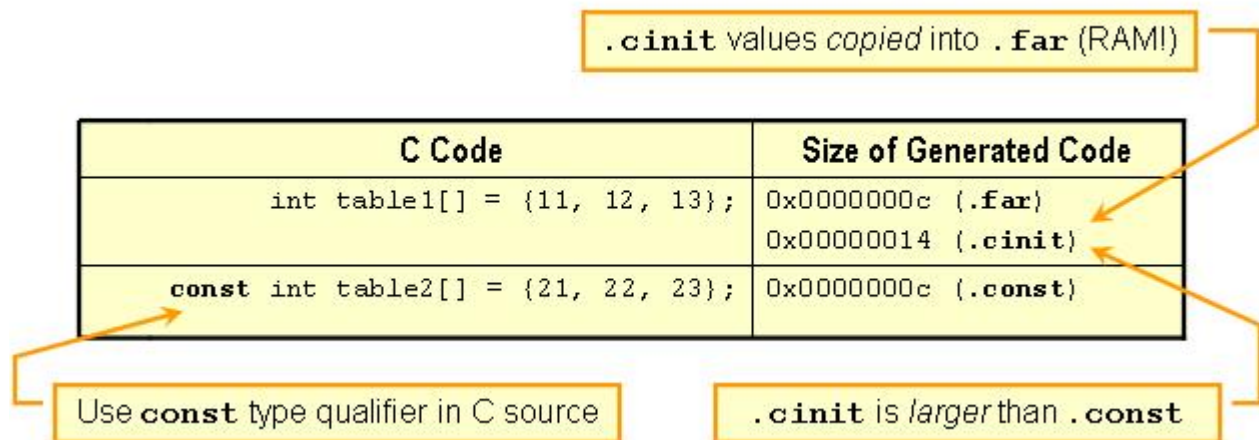 .cinit values copied into .far (RAM!)
C Code
Size of Generated Code
int table1[] = {11, 12, 13};
0x0000000c (.far)
0x00000014 (.cinit)
const int table2[] = {21, 22, 23};
0x0000000c (.const)
Use const type qualifier in C source
.cinit is larger than .const